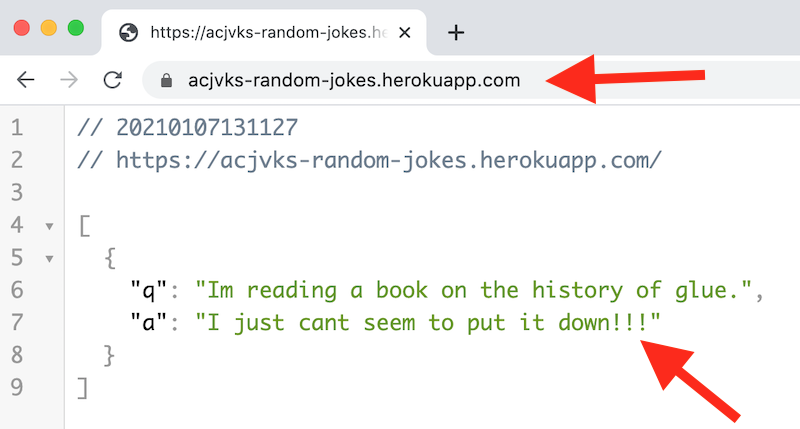 https://acjvks-random-jokes.he
acjvks-random-jokes.herokuapp.com
1 // 20210107131127
2 // https://acjvks-random-jokes.herokuapp.com/
3
4 [
5 {
6 "q": "Im reading a book on the history of glue.",
7 "a": "I just cant seem to put it down!!!"
8 }
9 ]